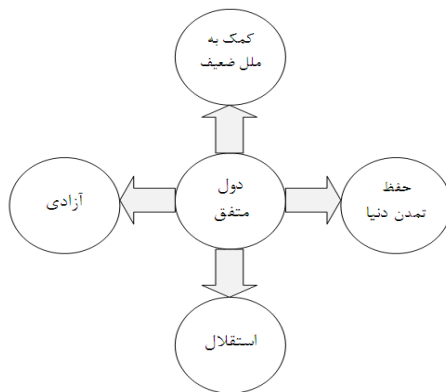 کمک به
ملل ضعیف
حفظ
تمدن دنیا
دول
متفق
آزادی
استقلال